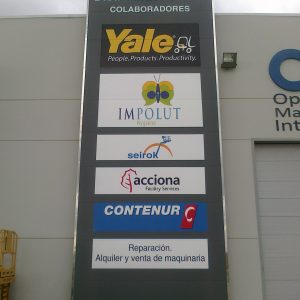 COLABORADORES
Yale
People. Products. Productivity.
IMPOLUT
seirok
acciona
Facility Services
CONTENUR
Reparación.
Alquiler y venta de maquinaria
Op
Ma
Int